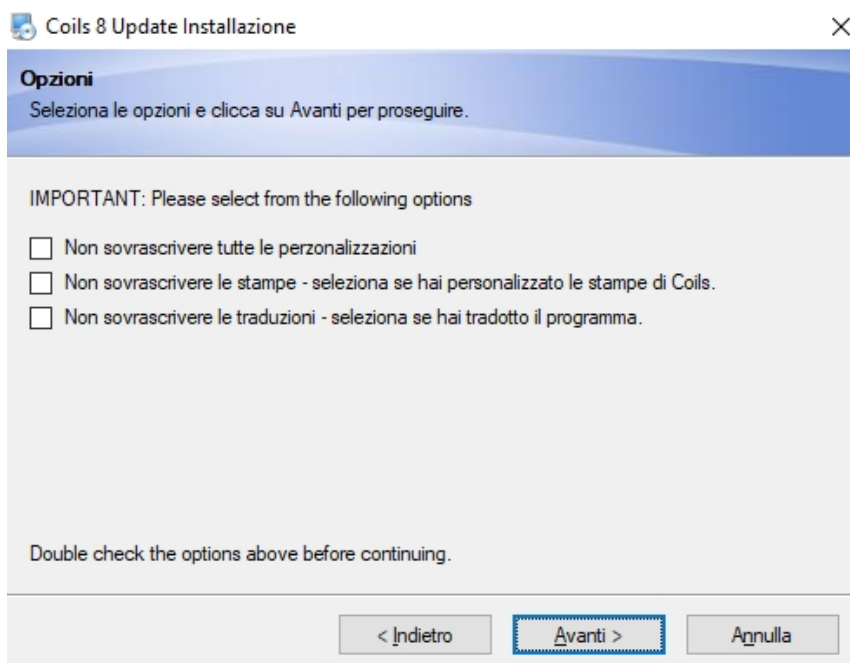 Coils 8 Update Installazione
Opzioni
Seleziona le opzioni e clicca su Avanti per proseguire.
IMPORTANT: Please select from the following options
Non sovrascrivere tutte le perzonalizzazioni
Non sovrascrivere le stampe - seleziona se hai personalizzato le stampe di Coils.
Non sovrascrivere le traduzioni - seleziona se hai tradotto il programma.
Double check the options above before continuing.
< Indietro Avanti > Annulla